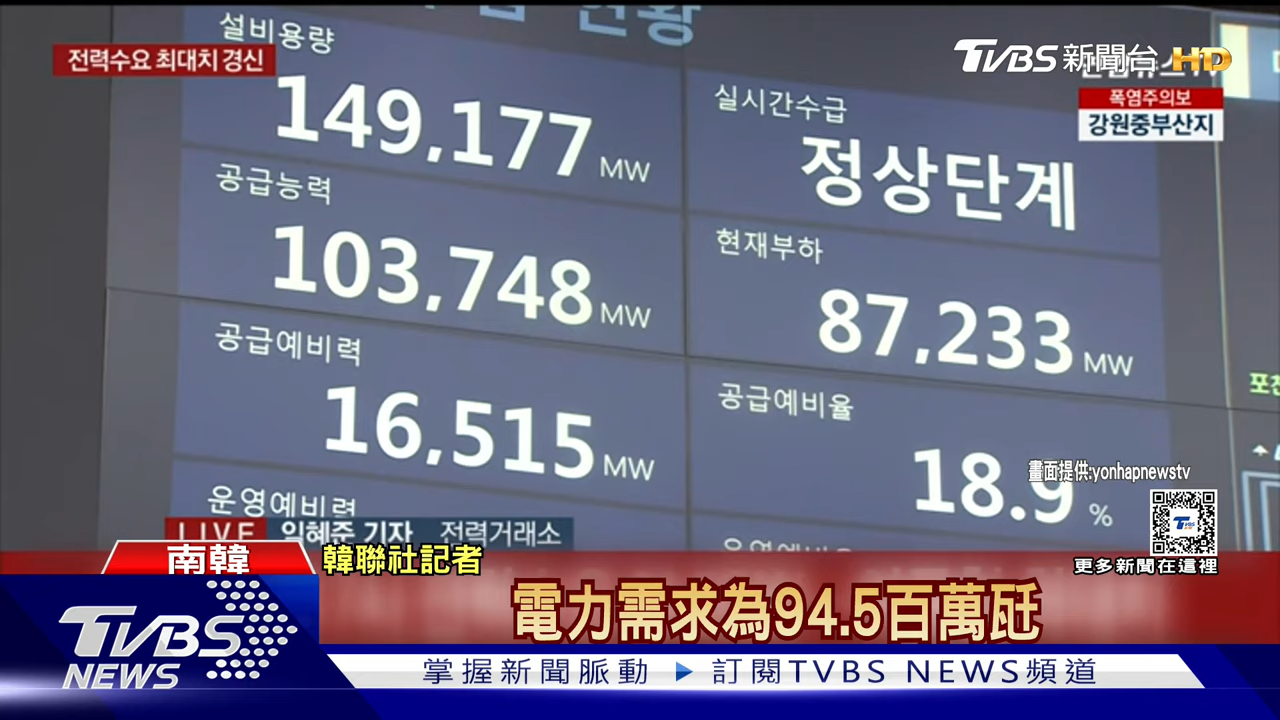 현황
설비용량
전력수요 최대치 경신
TVBS新聞台 HD
149,177 MW
실시간수급
정상단계
폭염주의보
강원중부산지
공급능력
103,748 MW
현재부하
87,233 MW
공급예비력
16,515 MW
공급예비율
18.9 %
畫面提供:yonhapnewstv
TVBS
운영예비력
LIVE 임혜준 기자 전력거래소
更多新聞在這裡
南韓
韓聯社記者
電力需求為94.5百萬瓩
TVBS NEWS
掌握新聞脈動 ▶ 訂閱TVBS NEWS頻道